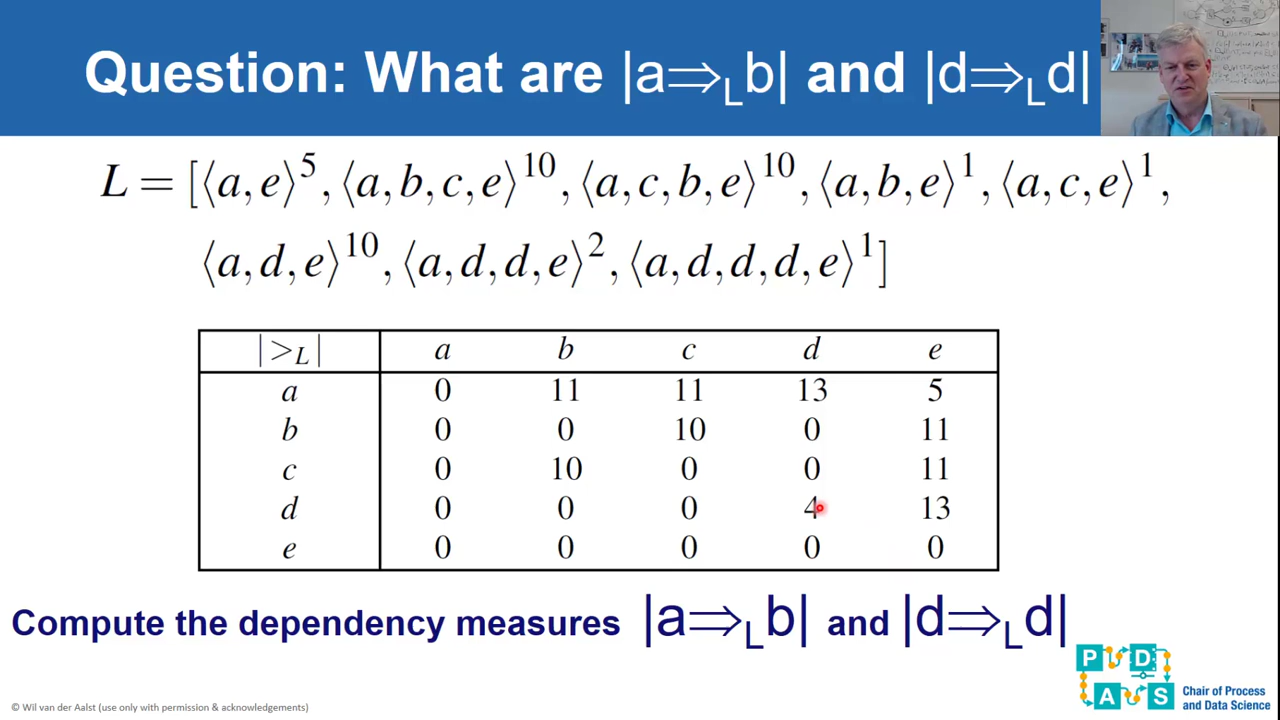 Question: What are |a⇒Lb| and |d⇒Ld|
L = [⟨a,e⟩^5, ⟨a,b,c,e⟩^10, ⟨a,c,b,e⟩^10, ⟨a,b,e⟩^1, ⟨a,c,e⟩^1,
⟨a,d,e⟩^10, ⟨a,d,d,e⟩^2, ⟨a,d,d,d,e⟩^1]
|>L| a b c d e
a 0 11 11 13 5
b 0 0 10 0 11
c 0 10 0 0 11
d 0 0 0 4 13
e 0 0 0 0 0
Compute the dependency measures |a⇒Lb| and |d⇒Ld|
P D
A S
Chair of Process
and Data Science
© Wil van der Aalst (use only with permission & acknowledgements)